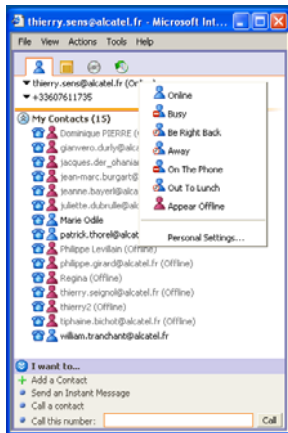 thierry.sens@alcatel.fr - Microsoft Int...
File View Actions Tools Help
thierry.sens@alcatel.fr (Onl
+33607611735
Online
Busy
Be Right Back
Away
On The Phone
Out To Lunch
Appear Offline
Personal Settings...
My Contacts (15)
Dominique PIERRE (
gianvero.durly@alca
jacques.der_ohanian
jean-marc.burgart@
jeanne.bayerl@alca
juliette.dubrulle@alc
Marie Odile
patrick.thorel@alcat
Philippe Levillain (Offline)
philippe.girard@alcatel.fr (Offline)
Regina (Offline)
thierry.seignol@alcatel.fr (Offline)
thierry2 (Offline)
tiphaine.bichot@alcatel.fr (Offline)
william.tranchant@alcatel.fr
I want to...
Add a Contact
Send an Instant Message
Call a contact
Call this number:
Call